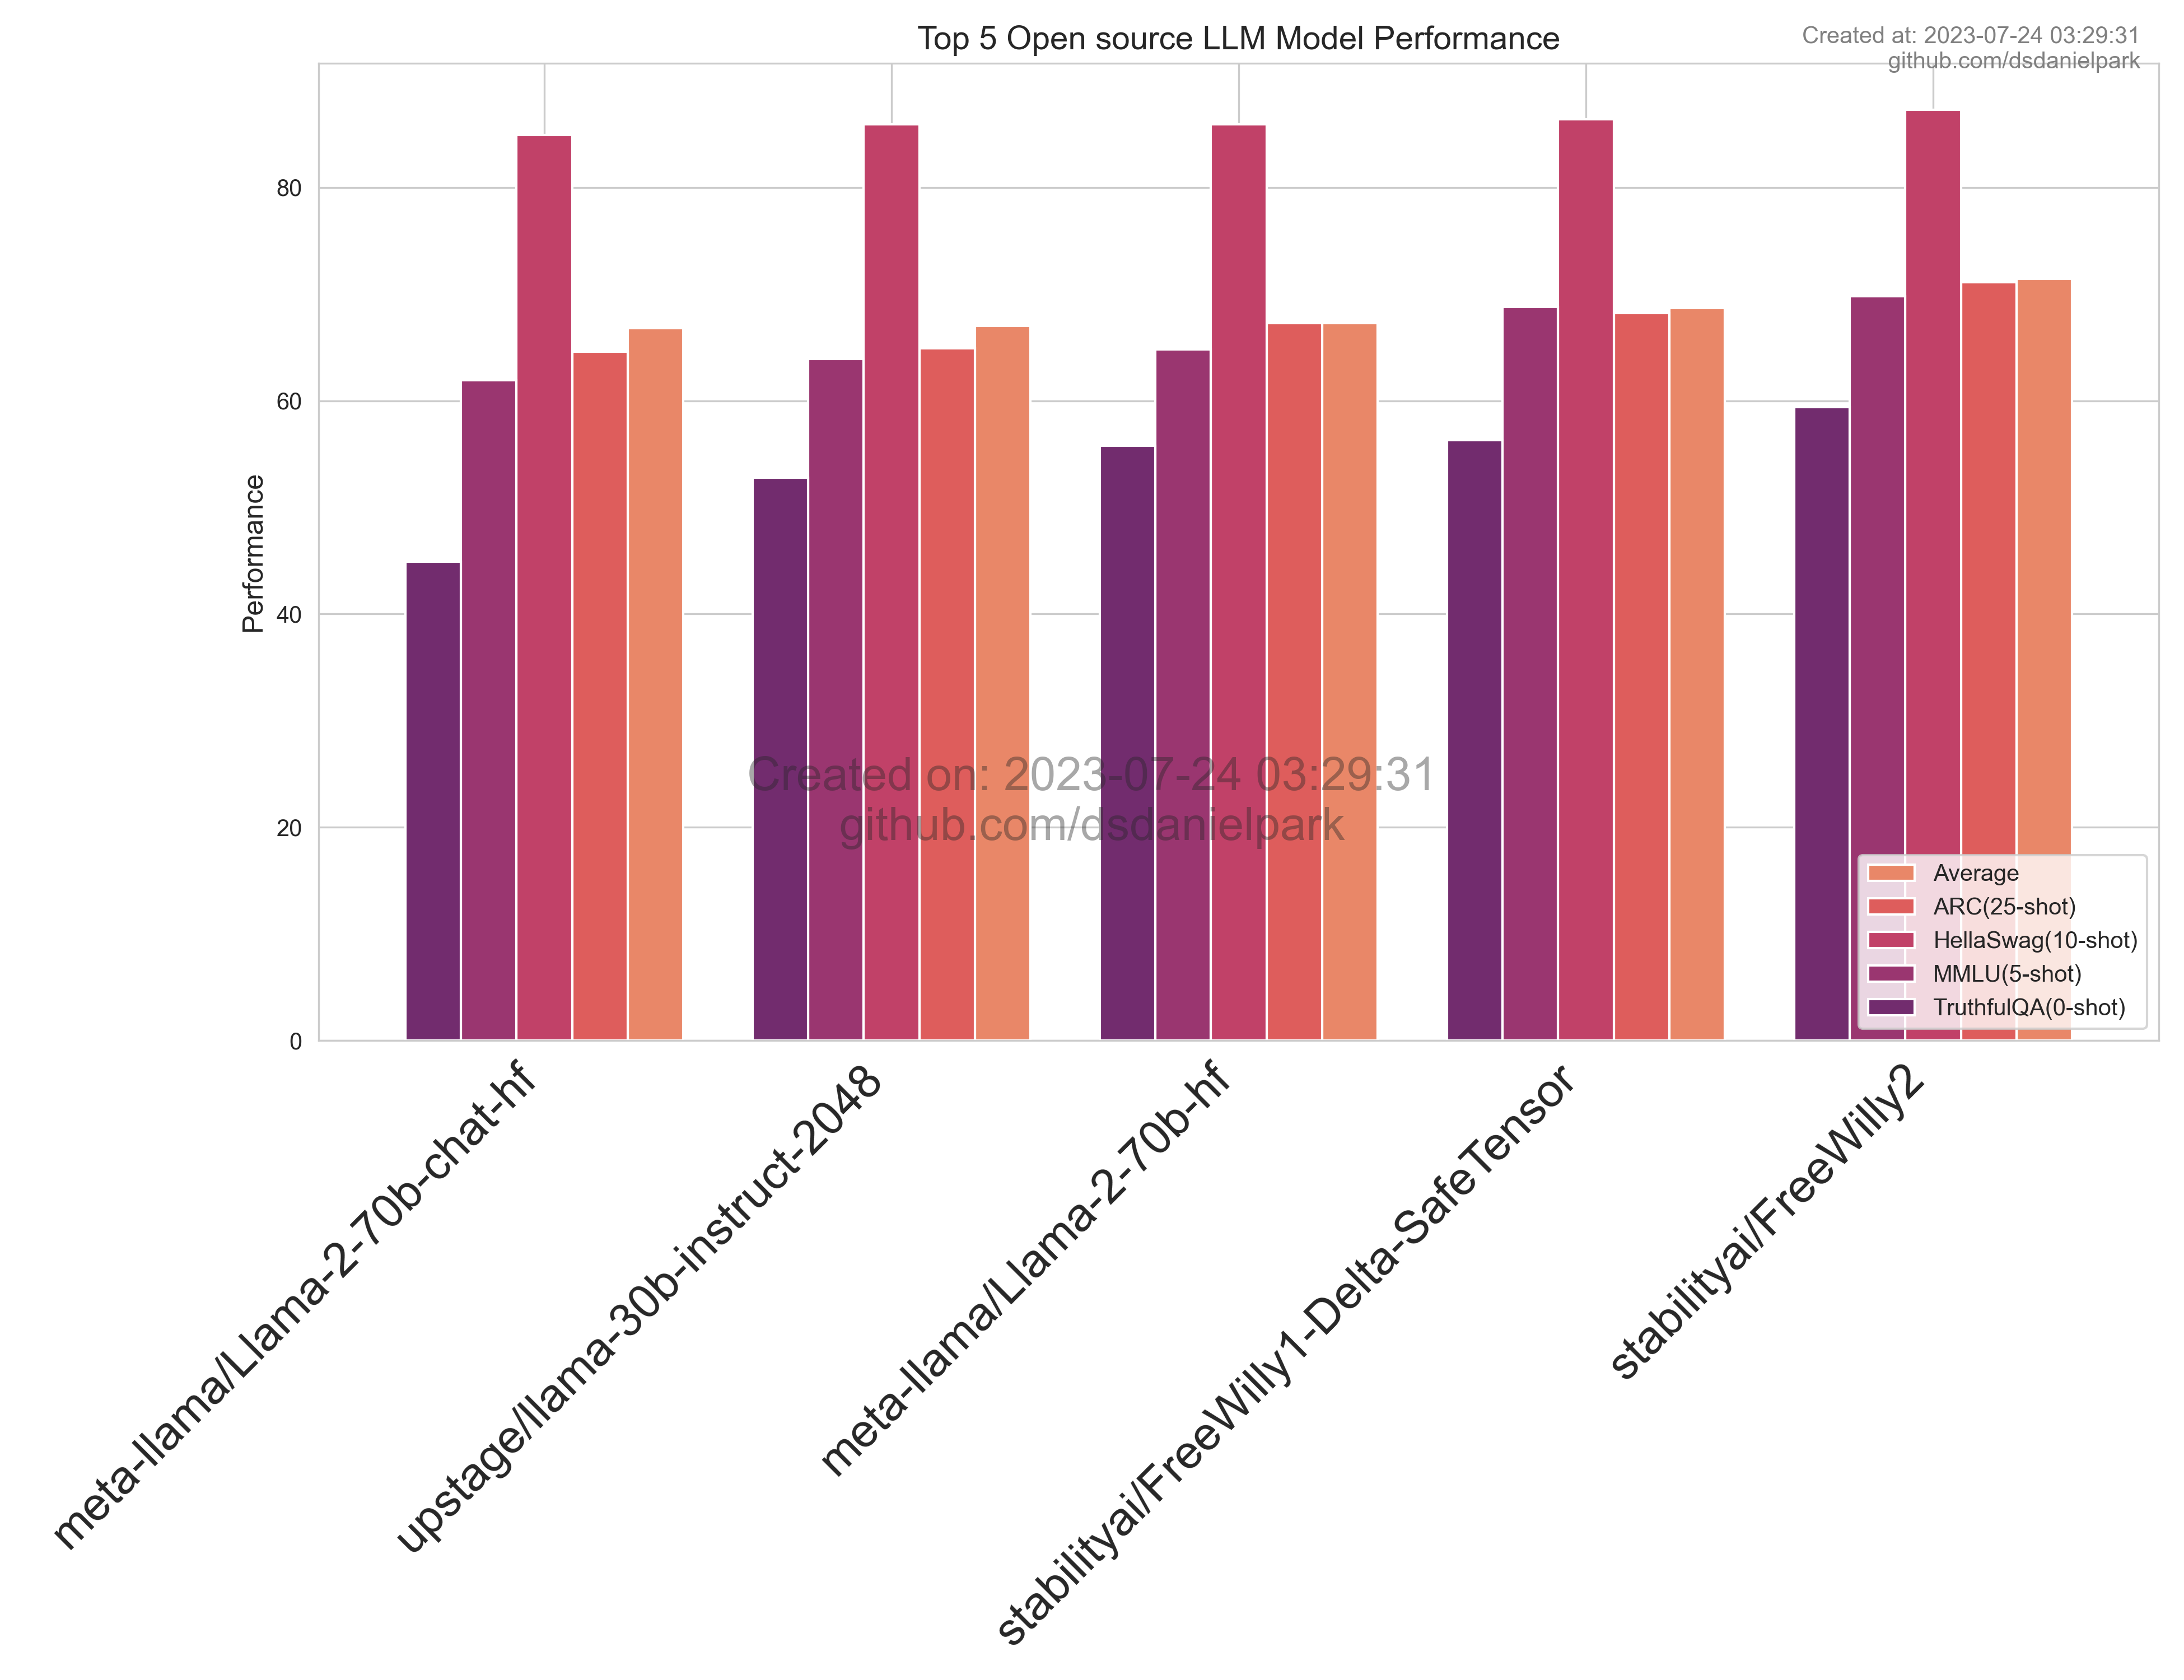 Top 5 Open source LLM Model Performance
Created at: 2023-07-24 03:29:31
github.com/dsdanielpark
Performance
80
60
40
20
0
Created on: 2023-07-24 03:29:31
github.com/dsdanielpark
Average
ARC(25-shot)
HellaSwag(10-shot)
MMLU(5-shot)
TruthfulQA(0-shot)
meta-llama/Llama-2-70b-chat-hf
upstage/llama-30b-instruct-2048
meta-llama/Llama-2-70b-hf
stabilityai/FreeWilly1-Delta-SafeTensor
stabilityai/FreeWilly2